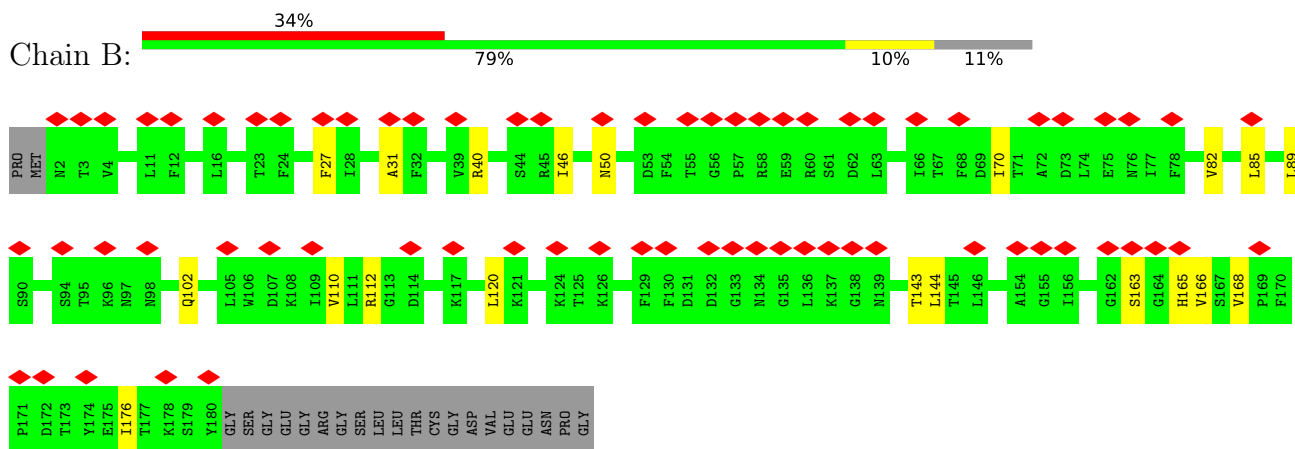 34%
Chain B:
79% 10% 11%
PRO MET N2 T3 V4 L11 F12 L16 T23 F24 F27 I28 A31 F32 V39 R40 S44 R45 I46 N50 D53 F54 T55 G56 P57 R58 E59 R60 S61 D62 L63 I66 T67 F68 D69 I70 T71 A72 D73 L74 E75 N76 I77 F78 V82 L85 L89
S90 S94 T95 K96 N97 N98 Q102 L105 W106 D107 K108 I109 V110 L111 R112 G113 D114 K117 L120 K121 K124 T125 K126 F129 F130 D131 D132 G133 N134 G135 L136 K137 G138 N139 T143 L144 T145 L146 A154 G155 I156 G162 S163 G164 H165 V166 S167 V168 P169 F170
P171 D172 T173 Y174 E175 I176 T177 K178 S179 Y180 GLY SER GLY GLU GLY ARG GLY SER LEU LEU THR CYS GLY ASP VAL GLU GLU ASN PRO GLY